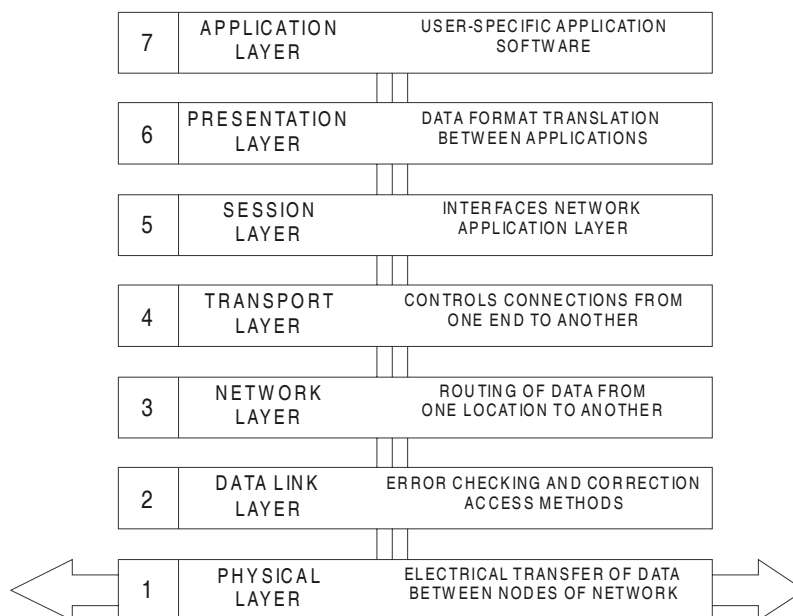 7
APPLICATION
LAYER
USER-SPECIFIC APPLICATION
SOFTWARE
6
PRESENTATION
LAYER
DATA FORMAT TRANSLATION
BETWEEN APPLICATIONS
5
SESSION
LAYER
INTERFACES NETWORK
APPLICATION LAYER
4
TRANSPORT
LAYER
CONTROLS CONNECTIONS FROM
ONE END TO ANOTHER
3
NETWORK
LAYER
ROUTING OF DATA FROM
ONE LOCATION TO ANOTHER
2
DATA LINK
LAYER
ERROR CHECKING AND CORRECTION
ACCESS METHODS
1
PHYSICAL
LAYER
ELECTRICAL TRANSFER OF DATA
BETWEEN NODES OF NETWORK